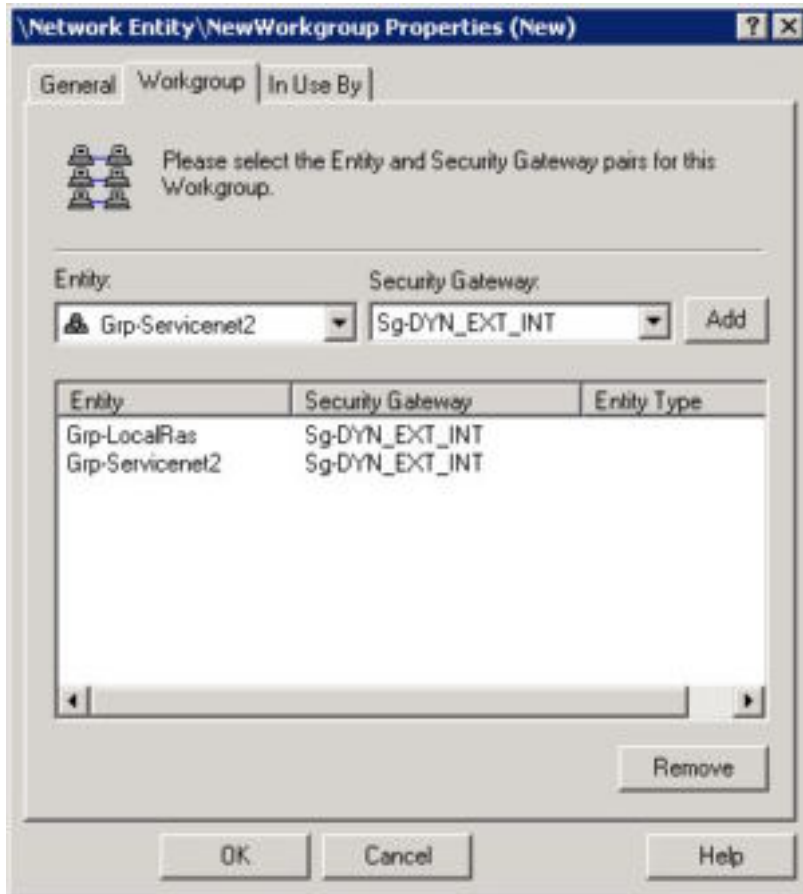 \Network Entity\NewWorkgroup Properties (New)
General Workgroup In Use By
Please select the Entity and Security Gateway pairs for this
Workgroup.
Entity: Security Gateway:
Grp-Servicenet2 Sg-DYN_EXT_INT Add
Entity Security Gateway Entity Type
Grp-LocalRas Sg-DYN_EXT_INT
Grp-Servicenet2 Sg-DYN_EXT_INT
Remove
OK Cancel Help